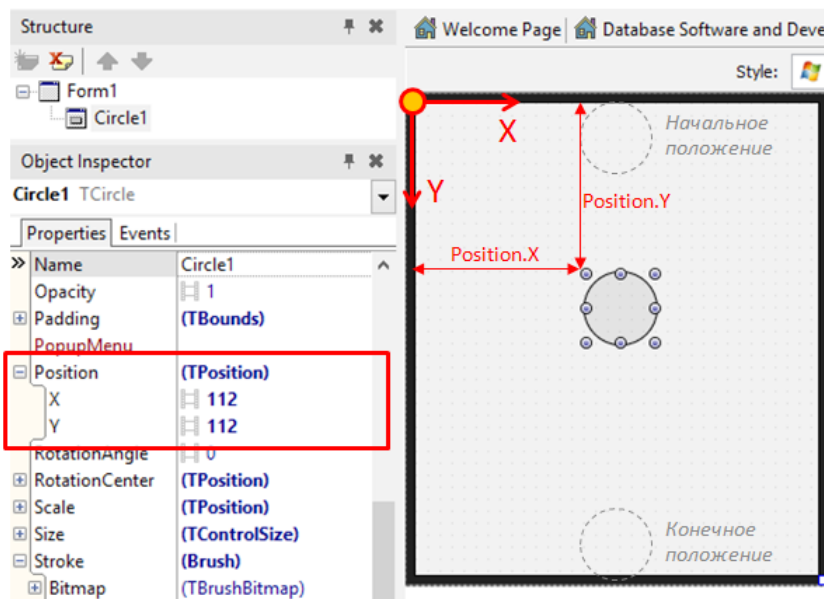 Structure
Form1
Circle1
Object Inspector
Circle1 TCircle
Properties Events
Name Circle1
Opacity 1
Padding (TBounds)
PopupMenu
Position (TPosition)
X 112
Y 112
RotationAngle 0
RotationCenter (TPosition)
Scale (TPosition)
Size (TControlSize)
Stroke (Brush)
Bitmap (TBrushBitmap)
Welcome Page Database Software and Deve
Style:
X
Y
Начальное
положение
Position.Y
Position.X
Конечное
положение